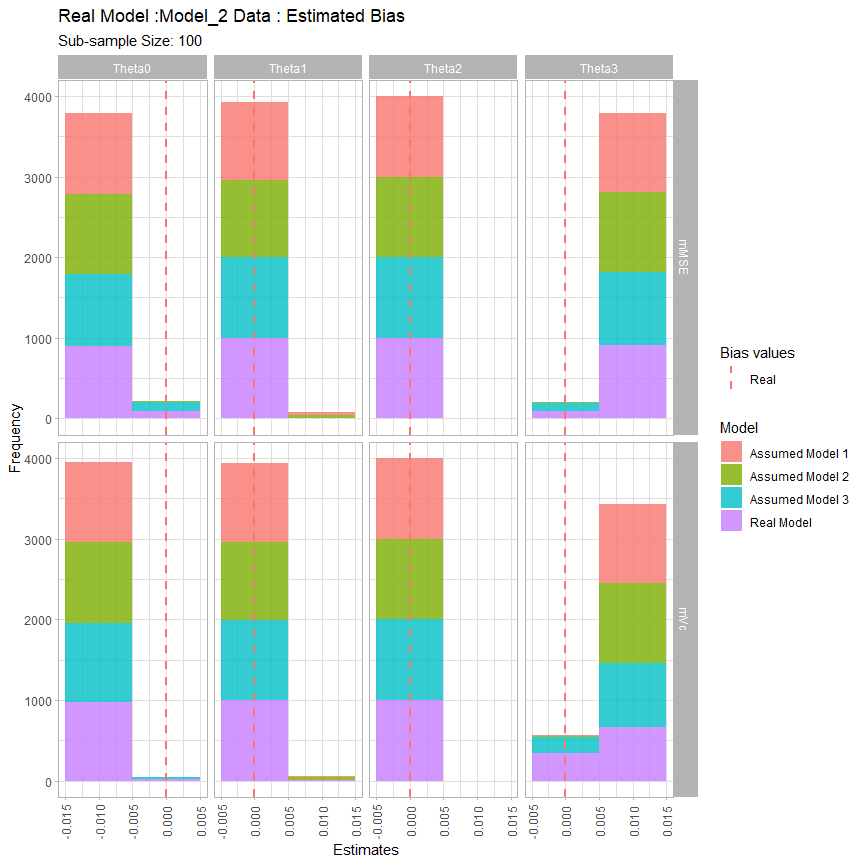 Real Model :Model_2 Data : Estimated Bias
Sub-sample Size: 100
Theta0 Theta1 Theta2 Theta3
4000
3000
2000
1000
0
mMSE
4000
3000
2000
1000
0
mVc
Frequency
-0.015 -0.010 -0.005 0.000 0.005 -0.005 0.000 0.005 0.010 0.015 -0.005 0.000 0.005 0.010 0.015 -0.005 0.000 0.005 0.010 0.015
Estimates
Bias values
Real
Model
Assumed Model 1
Assumed Model 2
Assumed Model 3
Real Model